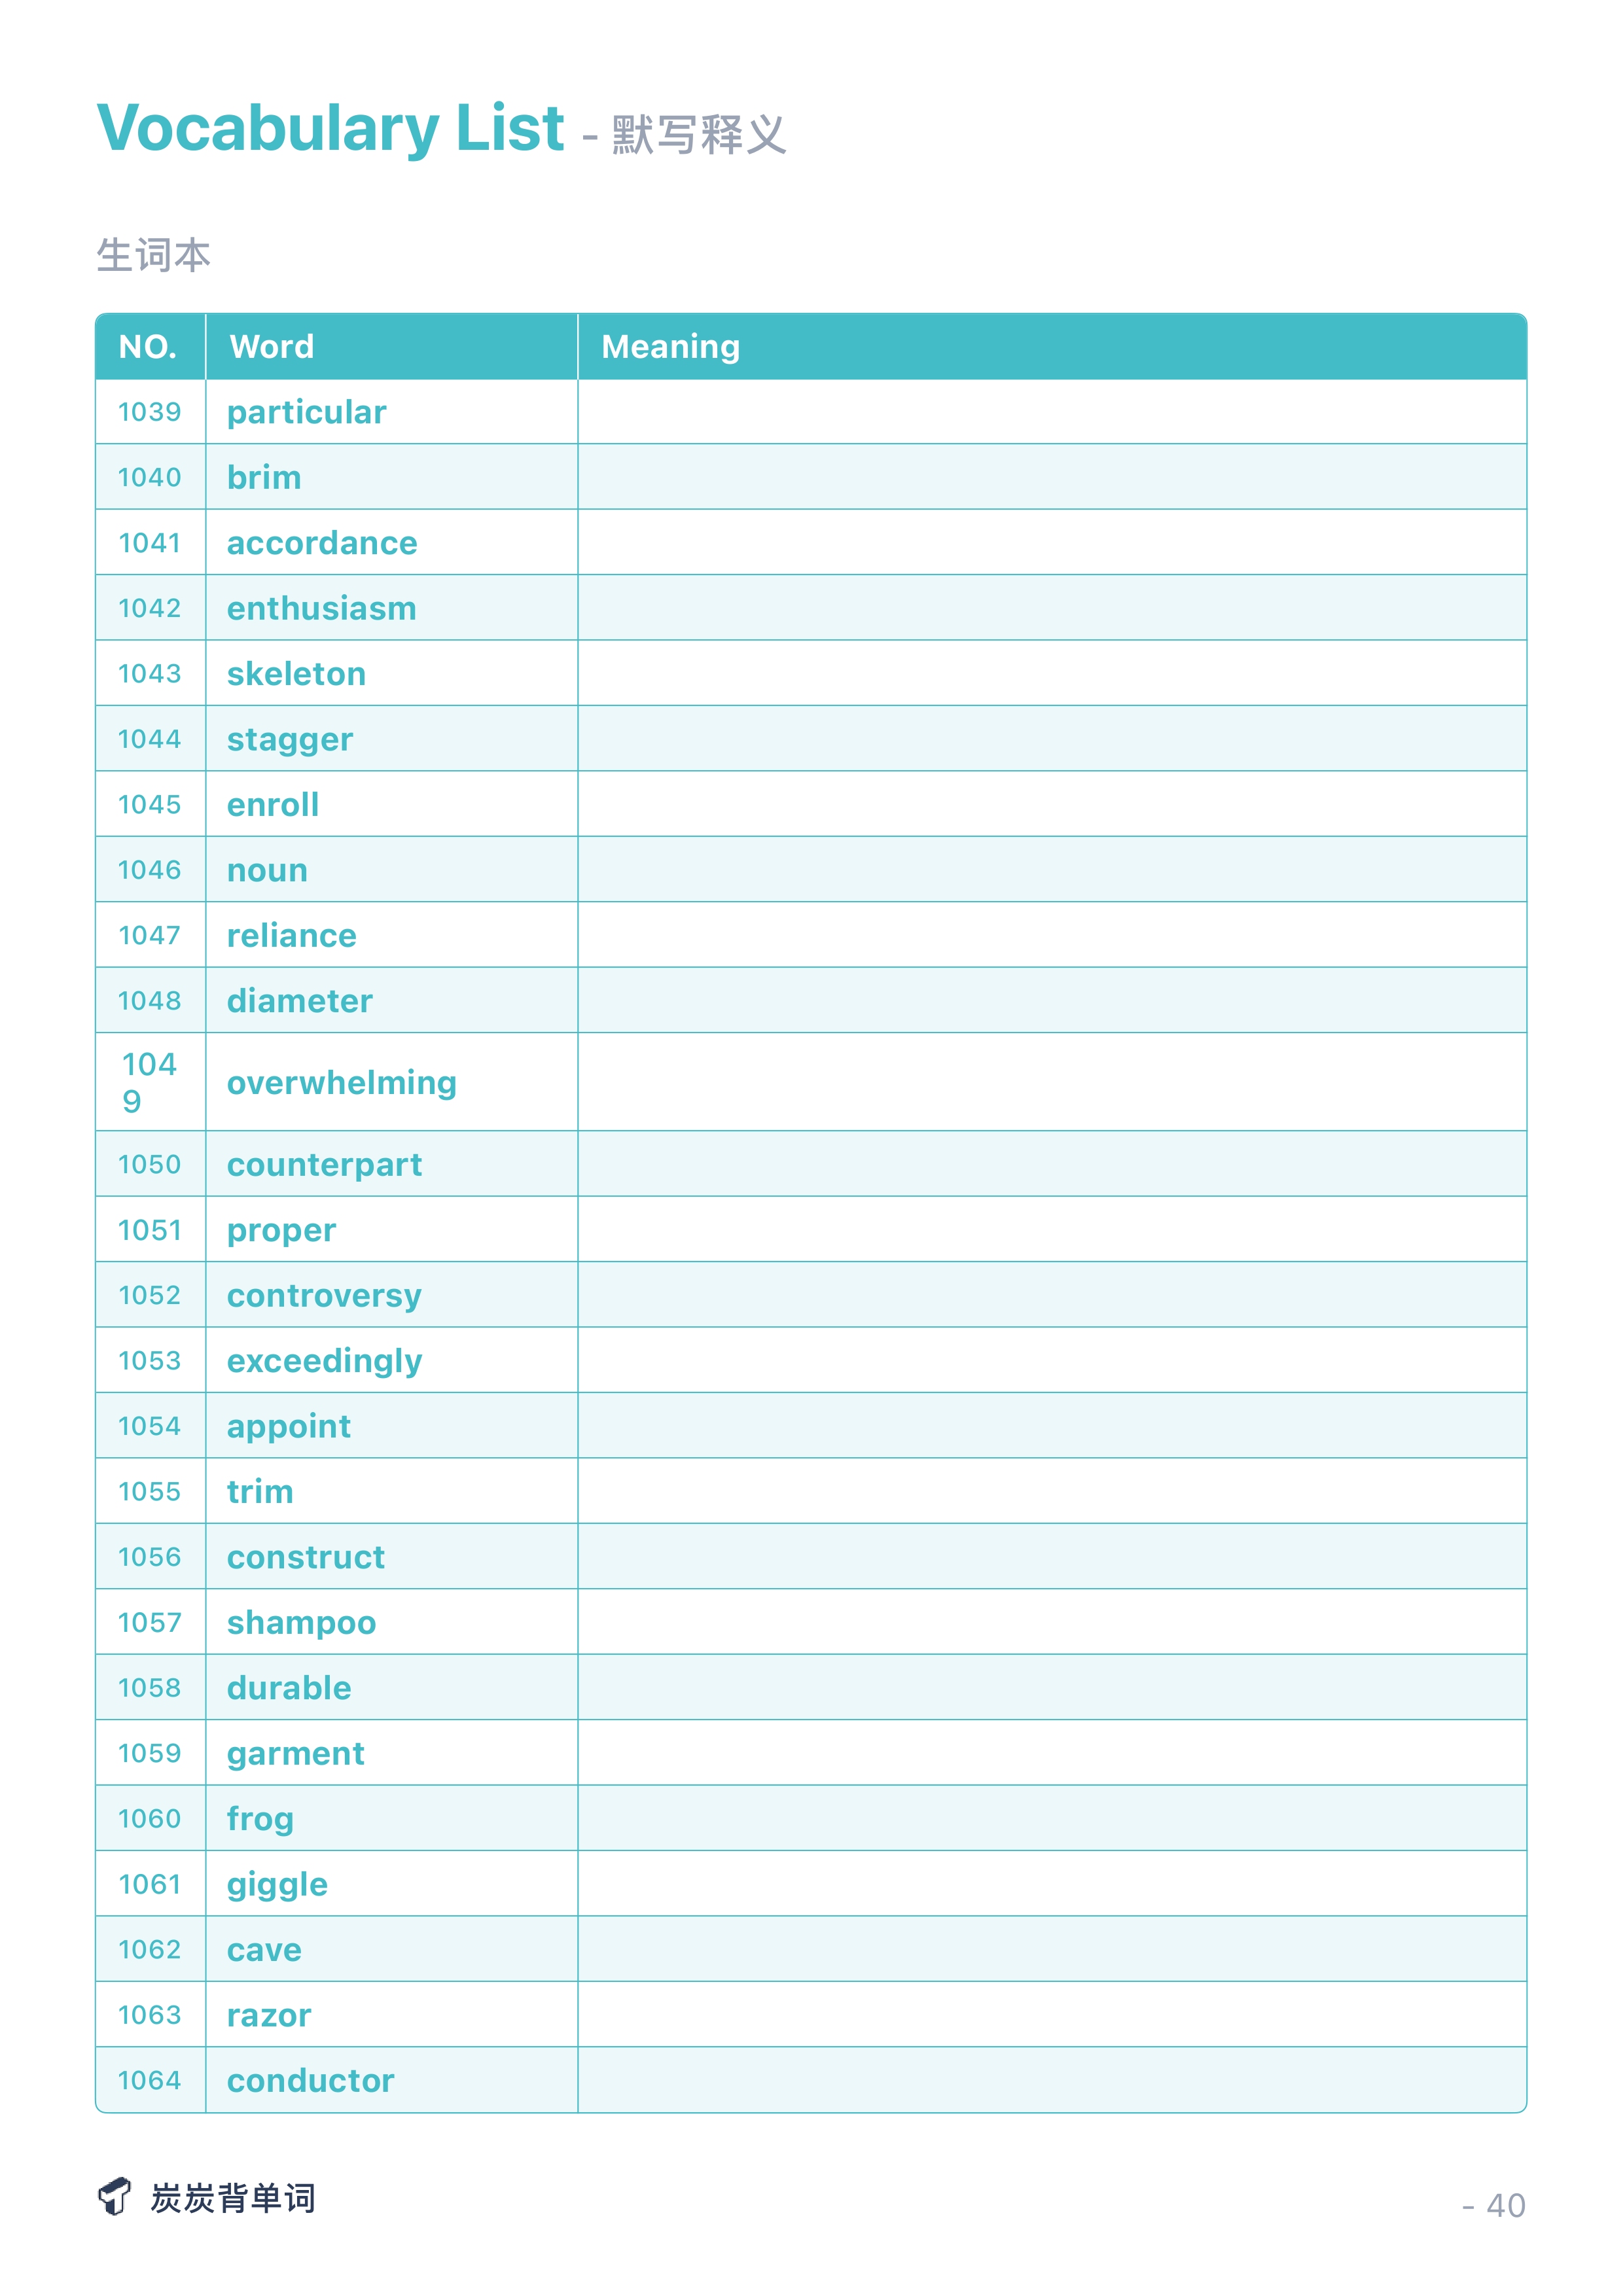 Vocabulary List - 默写释义
生词本
NO. Word Meaning
1039 particular
1040 brim
1041 accordance
1042 enthusiasm
1043 skeleton
1044 stagger
1045 enroll
1046 noun
1047 reliance
1048 diameter
104
9 overwhelming
1050 counterpart
1051 proper
1052 controversy
1053 exceedingly
1054 appoint
1055 trim
1056 construct
1057 shampoo
1058 durable
1059 garment
1060 frog
1061 giggle
1062 cave
1063 razor
1064 conductor
炭炭背单词
- 40